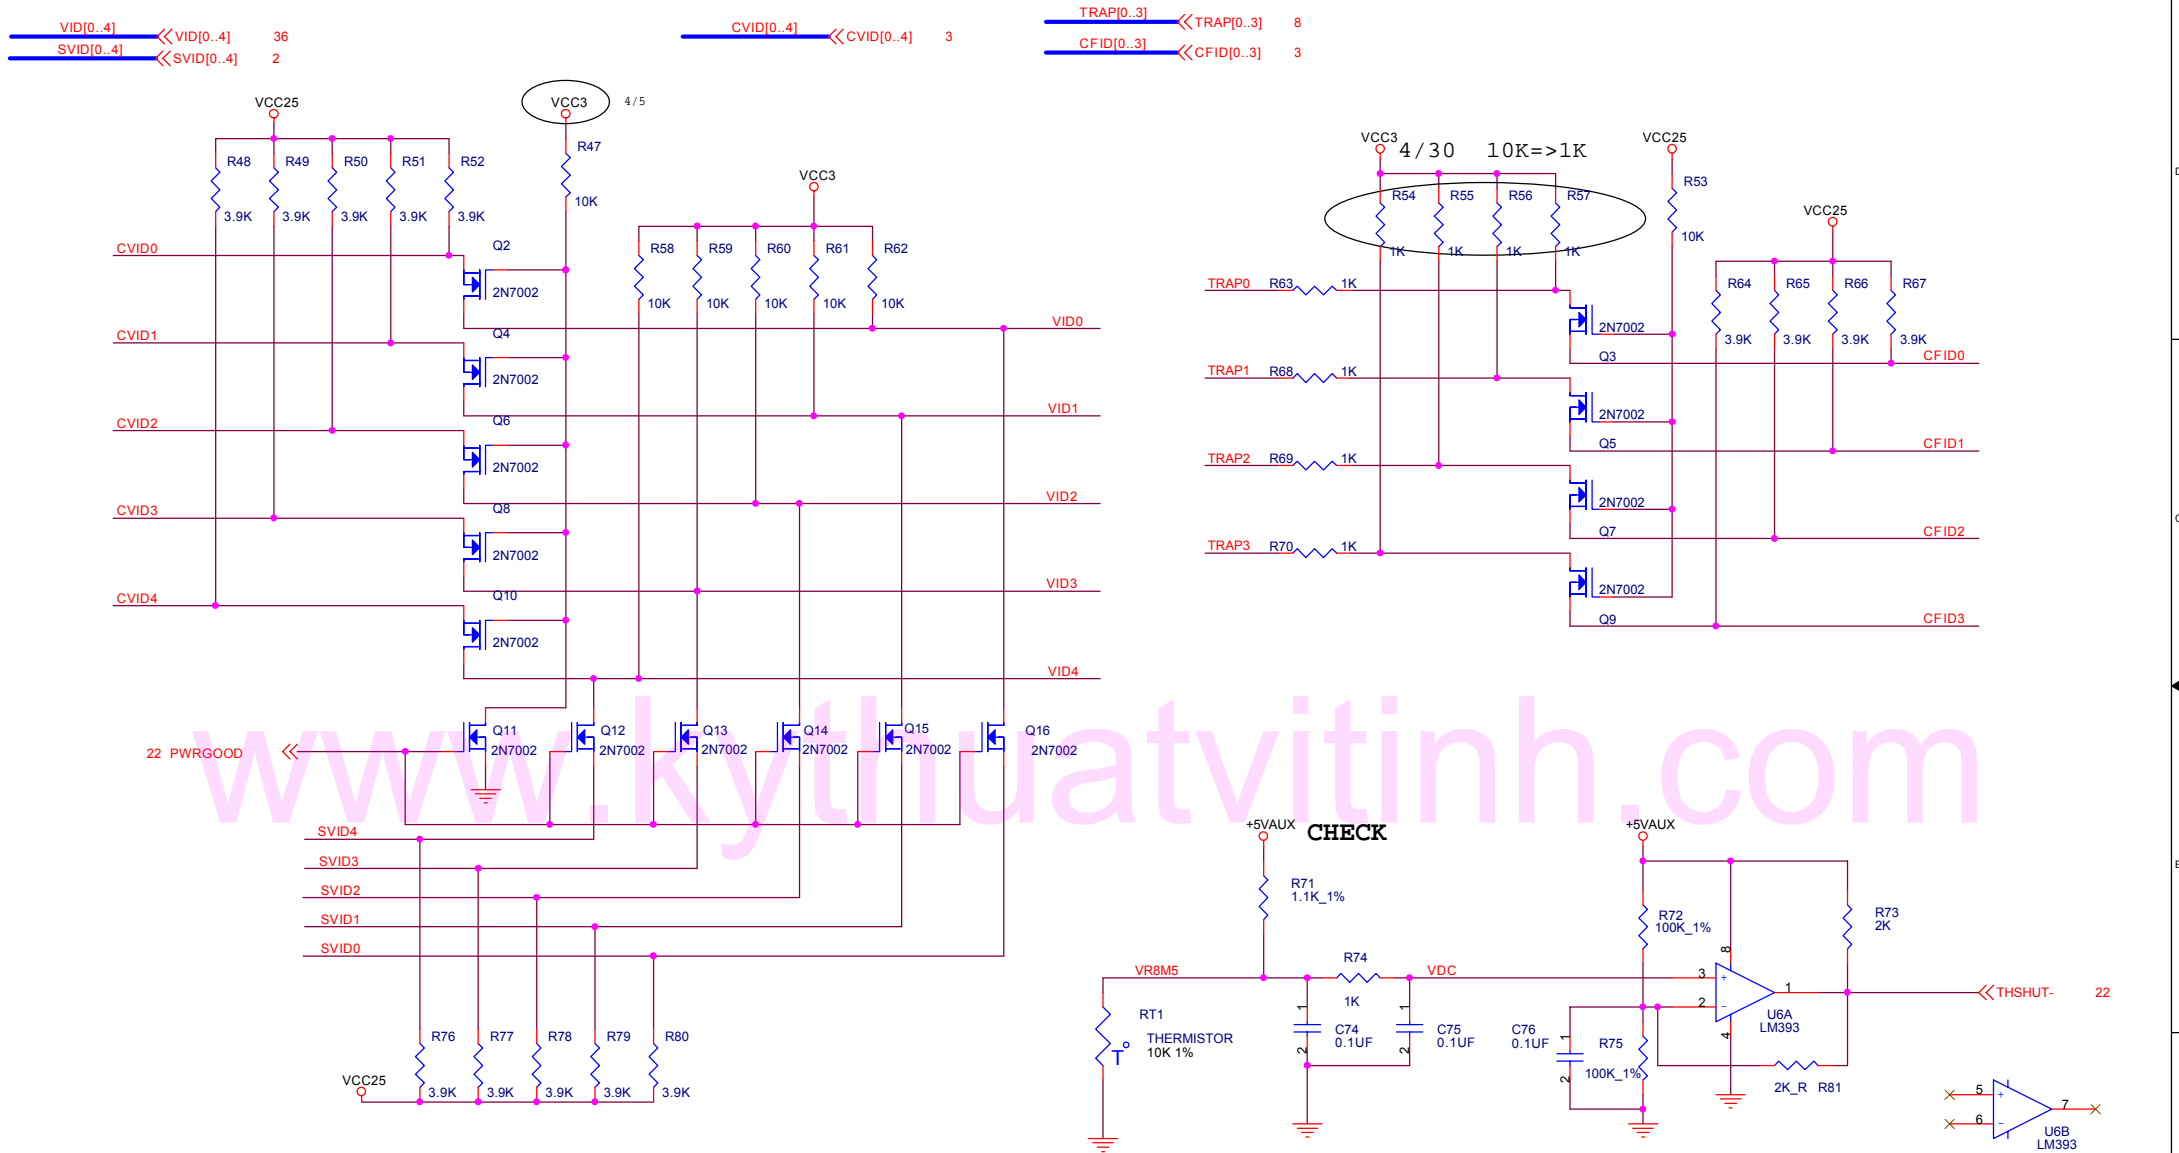 VID[0..4] VID[0..4] 36
SVID[0..4] SVID[0..4] 2
CVID[0..4] CVID[0..4] 3
TRAP[0..3] TRAP[0..3] 8
CFID[0..3] CFID[0..3] 3
VCC25
VCC3 4/5
R47
10K
R48 R49 R50 R51 R52
3.9K 3.9K 3.9K 3.9K 3.9K
VCC3
R58 R59 R60 R61 R62
10K 10K 10K 10K 10K
CVID0
Q2
2N7002
VID0
CVID1
Q4
2N7002
VID1
CVID2
Q6
2N7002
VID2
CVID3
Q8
2N7002
VID3
CVID4
Q10
2N7002
VID4
22 PWRGOOD
Q11 Q12 Q13 Q14 Q15 Q16
2N7002 2N7002 2N7002 2N7002 2N7002 2N7002
SVID4
SVID3
SVID2
SVID1
SVID0
R76 R77 R78 R79 R80
VCC25
3.9K 3.9K 3.9K 3.9K 3.9K
VCC3 4/30 10K=>1K
R54 R55 R56 R57
1K 1K 1K 1K
VCC25
R53
10K
VCC25
R64 R65 R66 R67
3.9K 3.9K 3.9K 3.9K
TRAP0 R63 1K
2N7002
Q3
CFID0
TRAP1 R68 1K
2N7002
Q5
CFID1
TRAP2 R69 1K
2N7002
Q7
CFID2
TRAP3 R70 1K
2N7002
Q9
CFID3
www.kythuatvitinh.com
+5VAUX CHECK
R71
1.1K_1%
VR8M5
R74
1K
VDC
RT1
THERMISTOR
10K 1%
T°
1 C74 2
0.1UF
1 C75 2
0.1UF
+5VAUX
R72
100K_1%
R73
2K
8
3 +
2 -
1
4
U6A
LM393
THSHUT- 22
C76 1 2
0.1UF
R75
100K_1%
2K_R R81
5 +
6 -
7
U6B
LM393